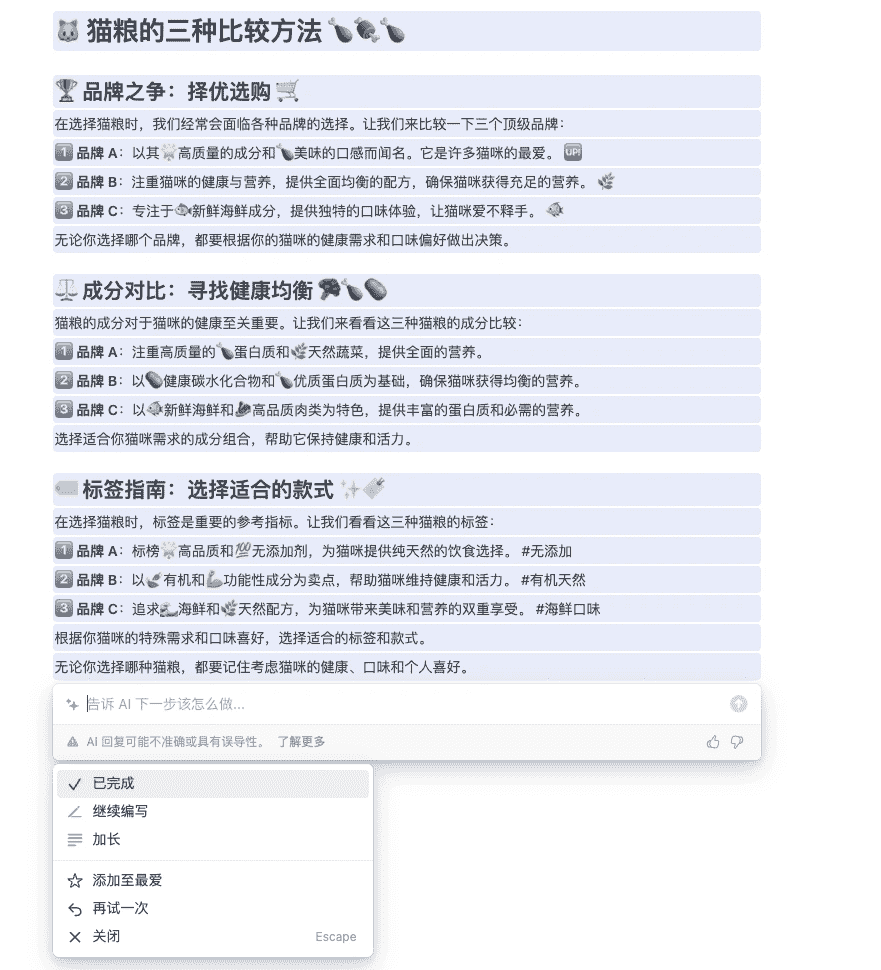 🐱 猫粮的三种比较方法 🍗🍖🍗
🏆 品牌之争：择优选购 🛒
在选择猫粮时，我们经常会面临各种品牌的选择。让我们来比较一下三个顶级品牌：
1️⃣ 品牌 A：以其🌟高质量的成分和🍗美味的口感而闻名。它是许多猫咪的最爱。 🆙
2️⃣ 品牌 B：注重猫咪的健康与营养，提供全面均衡的配方，确保猫咪获得充足的营养。 🌿
3️⃣ 品牌 C：专注于🐟新鲜海鲜成分，提供独特的口味体验，让猫咪爱不释手。 🐠
无论你选择哪个品牌，都要根据你的猫咪的健康需求和口味偏好做出决策。
⚖️ 成分对比：寻找健康均衡 🥦🍗🥔
猫粮的成分对于猫咪的健康至关重要。让我们来看看这三种猫粮的成分比较：
1️⃣ 品牌 A：注重高质量的🍗蛋白质和🌿天然蔬菜，提供全面的营养。
2️⃣ 品牌 B：以🥔健康碳水化合物和🍗优质蛋白质为基础，确保猫咪获得均衡的营养。
3️⃣ 品牌 C：以🐠新鲜海鲜和🥩高品质肉类为特色，提供丰富的蛋白质和必需的营养。
选择适合你猫咪需求的成分组合，帮助它保持健康和活力。
🏷️ 标签指南：选择适合的款式 ✨🔖
在选择猫粮时，标签是重要的参考指标。让我们看看这三种猫粮的标签：
1️⃣ 品牌 A：标榜🌟高品质和💯无添加剂，为猫咪提供纯天然的饮食选择。 #无添加
2️⃣ 品牌 B：以🌱有机和💪功能性成分为卖点，帮助猫咪维持健康和活力。 #有机天然
3️⃣ 品牌 C：追求🌊海鲜和🌿天然配方，为猫咪带来美味和营养的双重享受。 #海鲜口味
根据你猫咪的特殊需求和口味喜好，选择适合的标签和款式。
无论你选择哪种猫粮，都要记住考虑猫咪的健康、口味和个人喜好。
告诉 AI 下一步该怎么做...
AI 回复可能不准确或具有误导性。 了解更多
已完成
继续编写
加长
添加至最爱
再试一次
关闭 Escape